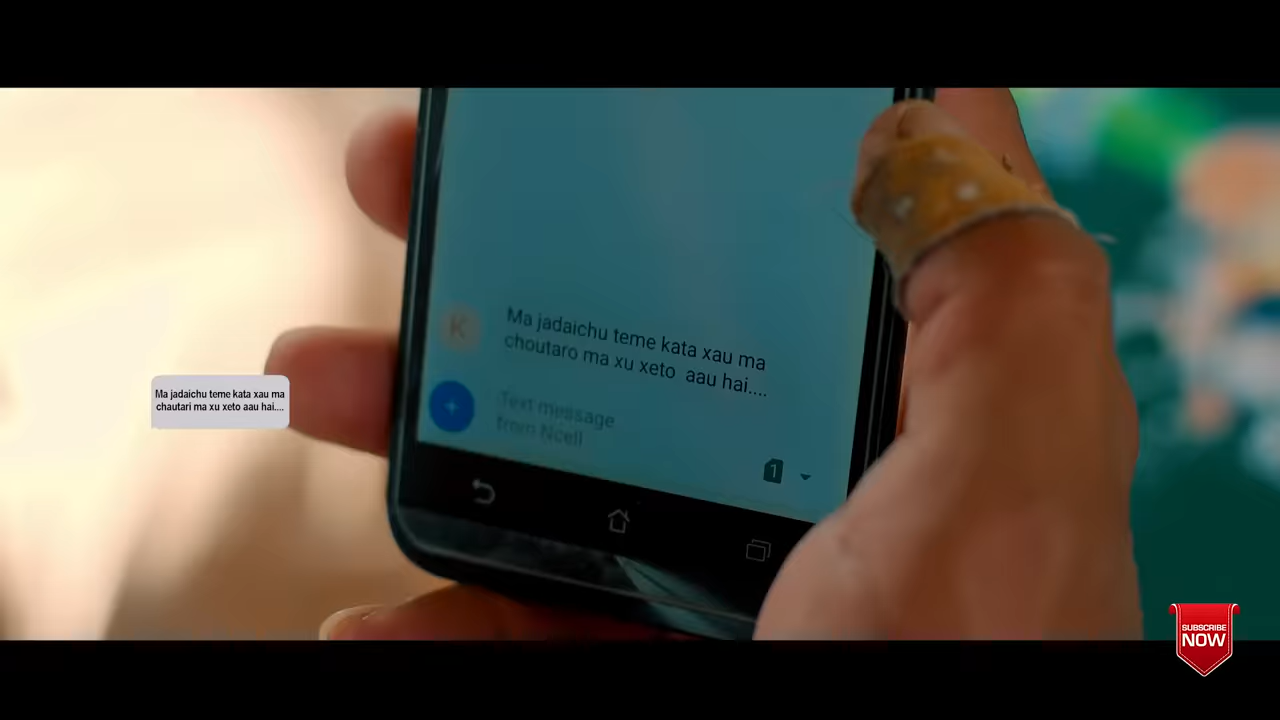 Ma jadaichu teme kata xau ma
choutaro ma xu xeto aau hai....
K
Text message
from Ncell
1
Ma jadaichu teme kata xau ma
chautari ma xu xeto aau hai....
SUBSCRIBE
NOW